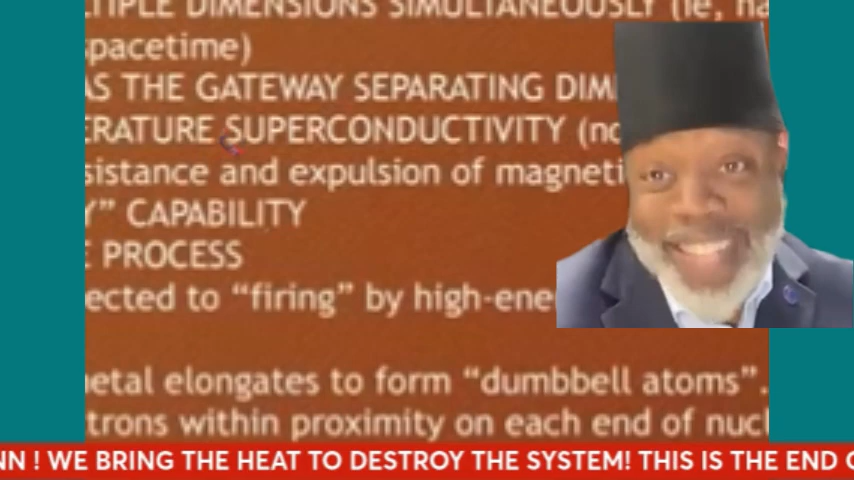 LTIPLE DIMENSIONS SIMULTANEOUSLY (ie, ha
spacetime)
AS THE GATEWAY SEPARATING DIM
ERATURE SUPERCONDUCTIVITY (no
sistance and expulsion of magneti
Y” CAPABILITY
E PROCESS
ected to “firing” by high-ene
netal elongates to form “dumbbell atoms”.
trons within proximity on each end of nucl
NN ! WE BRING THE HEAT TO DESTROY THE SYSTEM! THIS IS THE END O